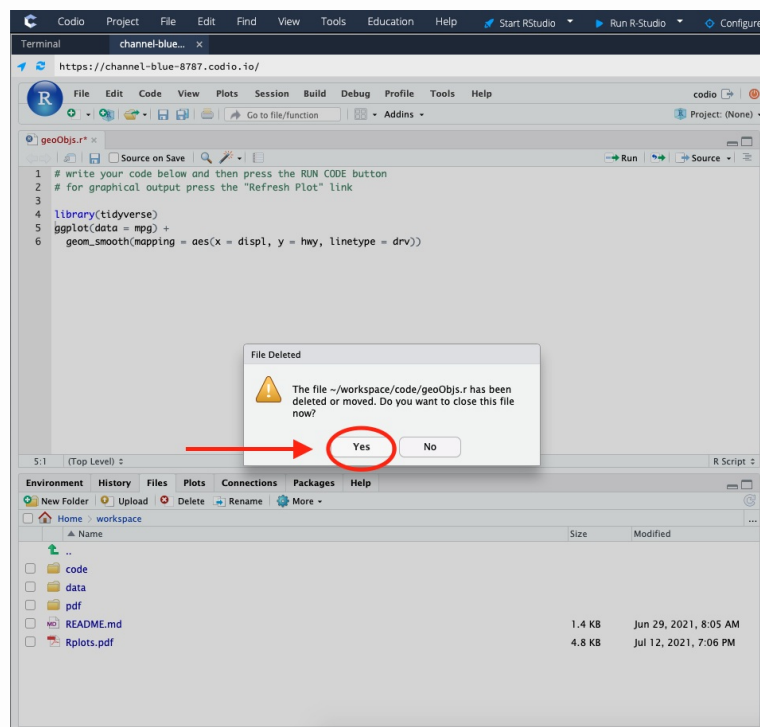 Codio Project File Edit Find View Tools Education Help Start RStudio Run R-Studio Configure
Terminal channel-blue... ×
https://channel-blue-8787.codio.io/
R File Edit Code View Plots Session Build Debug Profile Tools Help codio
Go to file/function Addins Project: (None)
geoObjs.r* ×
Source on Save Run Source
1 # write your code below and then press the RUN CODE button
2 # for graphical output press the "Refresh Plot" link
3
4 library(tidyverse)
5 ggplot(data = mpg) +
6 geom_smooth(mapping = aes(x = displ, y = hwy, linetype = drv))
File Deleted
The file ~/workspace/code/geoObjs.r has been
deleted or moved. Do you want to close this file
now?
Yes No
5:1 (Top Level) R Script
Environment History Files Plots Connections Packages Help
New Folder Upload Delete Rename More
Home workspace ...
Name Size Modified
..
code
data
pdf
README.md 1.4 KB Jun 29, 2021, 8:05 AM
Rplots.pdf 4.8 KB Jul 12, 2021, 7:06 PM